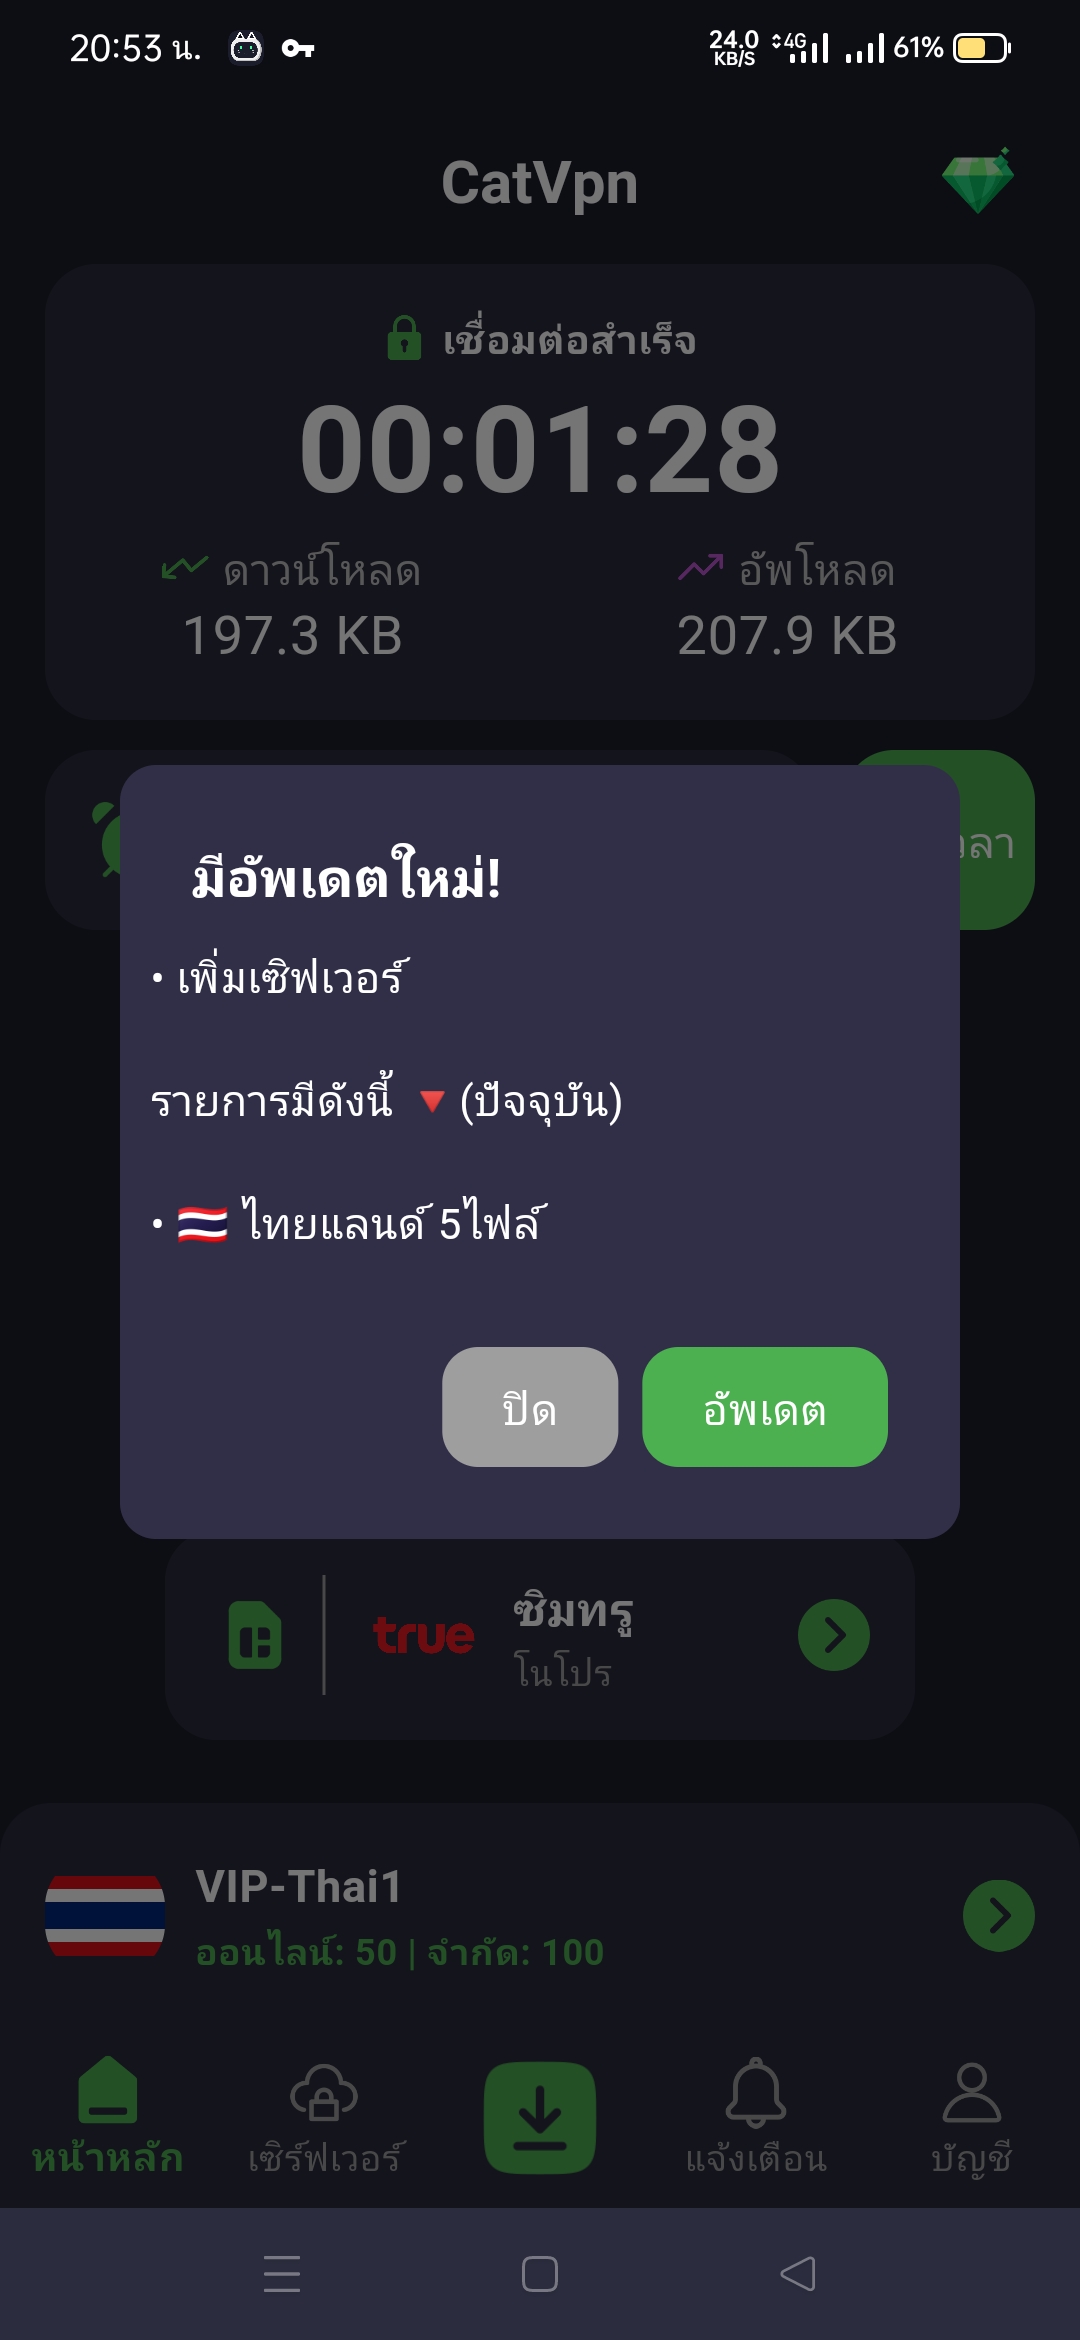 20:53 น.
24.0 KB/S 4G 61%
CatVpn
เชื่อมต่อสำเร็จ
00:01:28
ดาวน์โหลด อัพโหลด
197.3 KB 207.9 KB
มีอัพเดตใหม่!
• เพิ่มเซิฟเวอร์
รายการมีดังนี้ 🔻(ปัจจุบัน)
• 🇹🇭 ไทยแลนด์ 5ไฟล์
ปิด อัพเดต
true ซิมทรู
โนโปร
VIP-Thai1
ออนไลน์: 50 | จำกัด: 100
หน้าหลัก เซิร์ฟเวอร์ แจ้งเตือน บัญชี